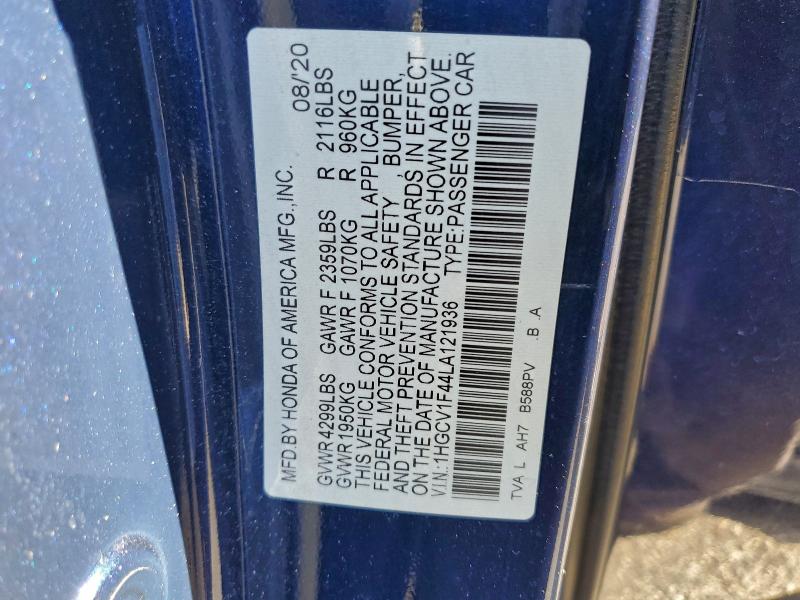 MFD.BY HONDA OF AMERICA MFG.,INC. 08/'20
GVWR 4299LBS GAWR F 2359LBS R 2116LBS
GVWR 1950KG GAWR F 1070KG R 960KG
THIS VEHICLE CONFORMS TO ALL APPLICABLE
FEDERAL MOTOR VEHICLE SAFETY , BUMPER,
AND THEFT PREVENTION STANDARDS IN EFFECT
ON THE DATE OF MANUFACTURE SHOWN ABOVE.
V.I.N.:1HGCV1F44LA121936 TYPE:PASSENGER CAR
TVA L AH7 B588PV .B .A